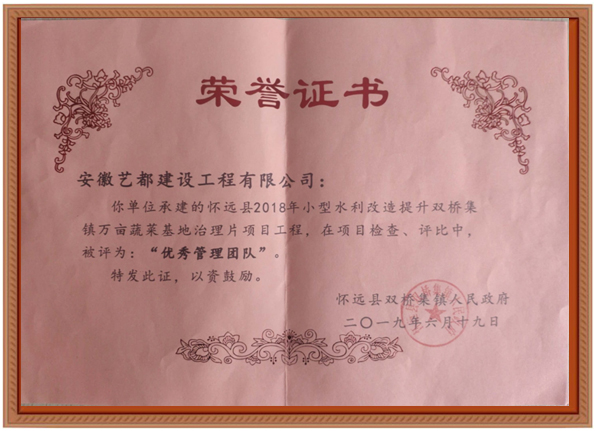 荣誉证书
安徽艺都建设工程有限公司：
你单位承建的怀远县2018年小型水利改造提升双桥集
镇万亩蔬菜基地治理片项目工程，在项目检查、评比中，
被评为：“优秀管理团队”。
特发此证，以资鼓励。
怀远县双桥集镇人民政府
二〇一九年六月十九日